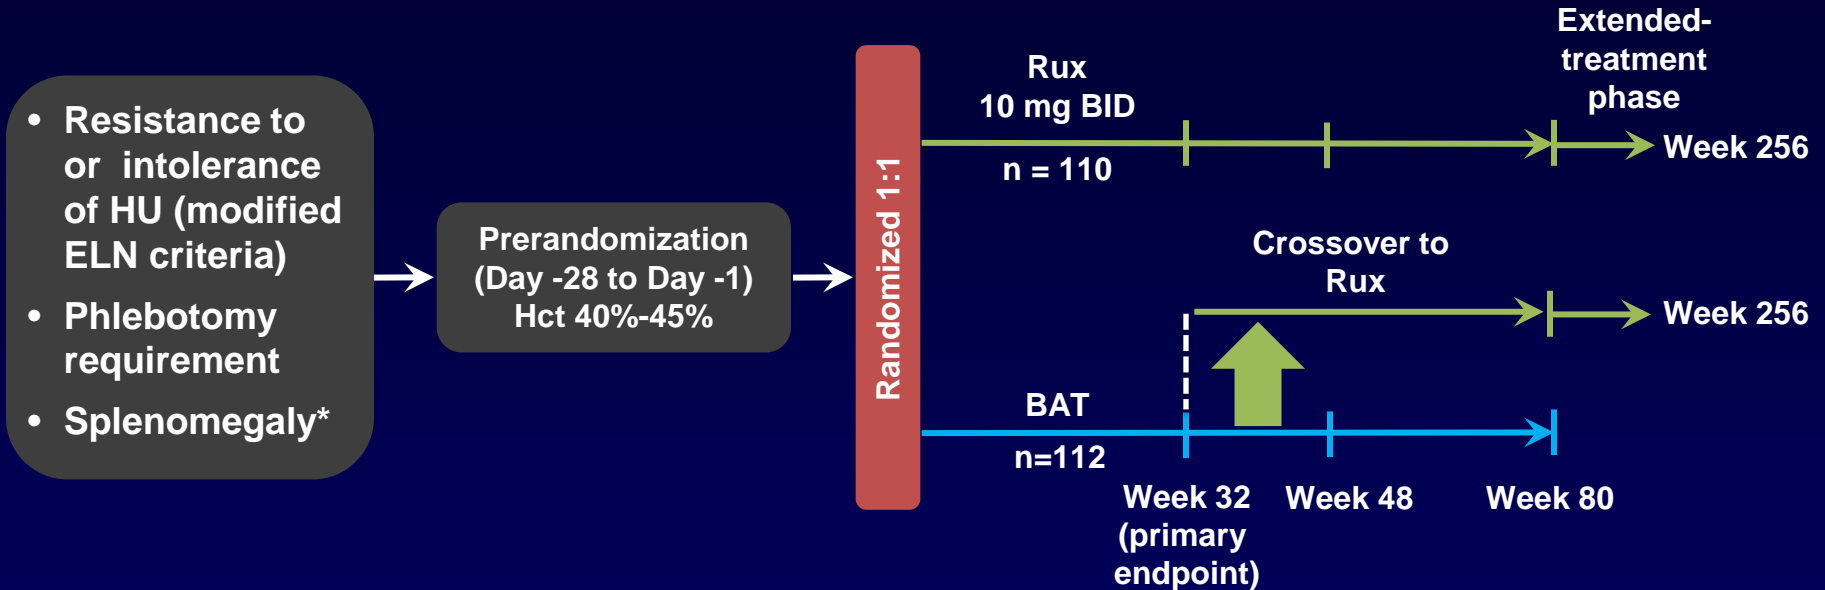 • Resistance to
or intolerance
of HU (modified
ELN criteria)
• Phlebotomy
requirement
• Splenomegaly*
Prerandomization
(Day -28 to Day -1)
Hct 40%-45%
Randomized 1:1
Rux
10 mg BID
n = 110
Extended-
treatment
phase
Week 256
Crossover to
Rux
Week 256
BAT
n=112
Week 32
(primary
endpoint)
Week 48
Week 80